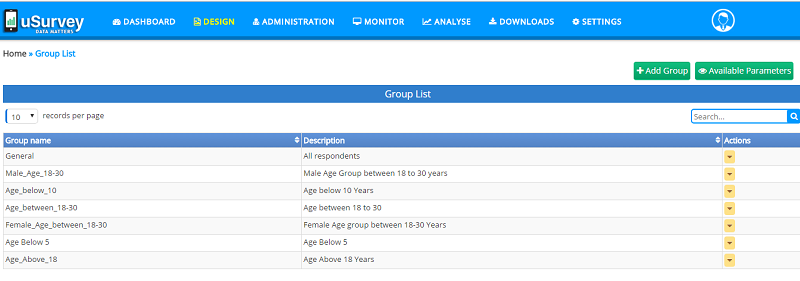 uSurvey DASHBOARD DESIGN ADMINISTRATION MONITOR ANALYSE DOWNLOADS SETTINGS
DATA MATTERS
Home » Group List
+ Add Group Available Parameters
Group List
10 records per page Search...
Group name Description Actions
General All respondents
Male_Age_18-30 Male Age Group between 18 to 30 years
Age_below_10 Age below 10 Years
Age_between_18-30 Age between 18 to 30
Female_Age_between_18-30 Female Age group between 18-30 Years
Age Below 5 Age Below 5
Age_Above_18 Age Above 18 Years